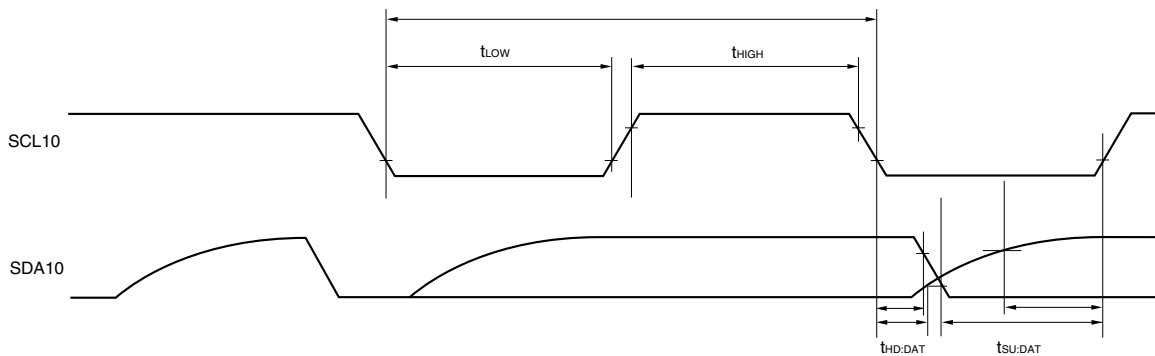 tLOW
tHIGH
SCL10
SDA10
tHD:DAT
tSU:DAT